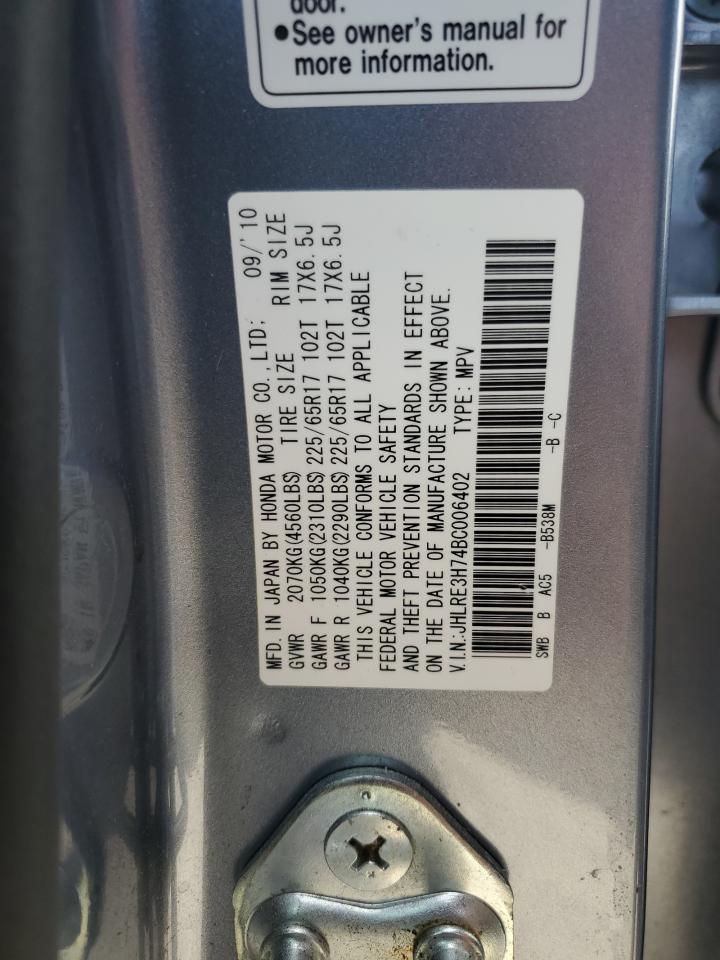 door.
●See owner's manual for
more information.
MFD. IN JAPAN BY HONDA MOTOR CO.,LTD; 09/'10
GVWR 2070KG(4560LBS) TIRE SIZE RIM SIZE
GAWR F 1050KG(2310LBS) 225/65R17 102T 17X6.5J
GAWR R 1040KG(2290LBS) 225/65R17 102T 17X6.5J
THIS VEHICLE CONFORMS TO ALL APPLICABLE
FEDERAL MOTOR VEHICLE SAFETY
AND THEFT PREVENTION STANDARDS IN EFFECT
ON THE DATE OF MANUFACTURE SHOWN ABOVE.
V.I.N.:JHLRE3H74BC006402 TYPE: MPV
SWB B AC5 -B538M -B -C